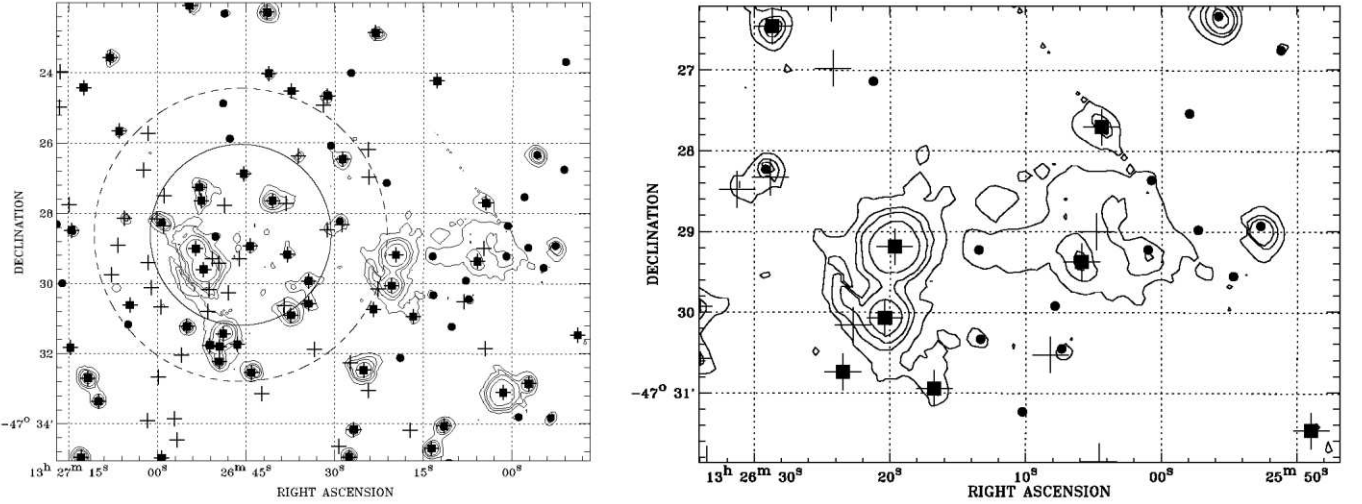 DECLINATION
24
26
28
30
32
-47° 34'
13ʰ 27ᵐ 15ˢ
00ˢ
26ᵐ 45ˢ
30ˢ
15ˢ
00ˢ
RIGHT ASCENSION
DECLINATION
27
28
29
30
-47° 31'
13ʰ 26ᵐ 30ˢ
20ˢ
10ˢ
00ˢ
25ᵐ 50ˢ
RIGHT ASCENSION